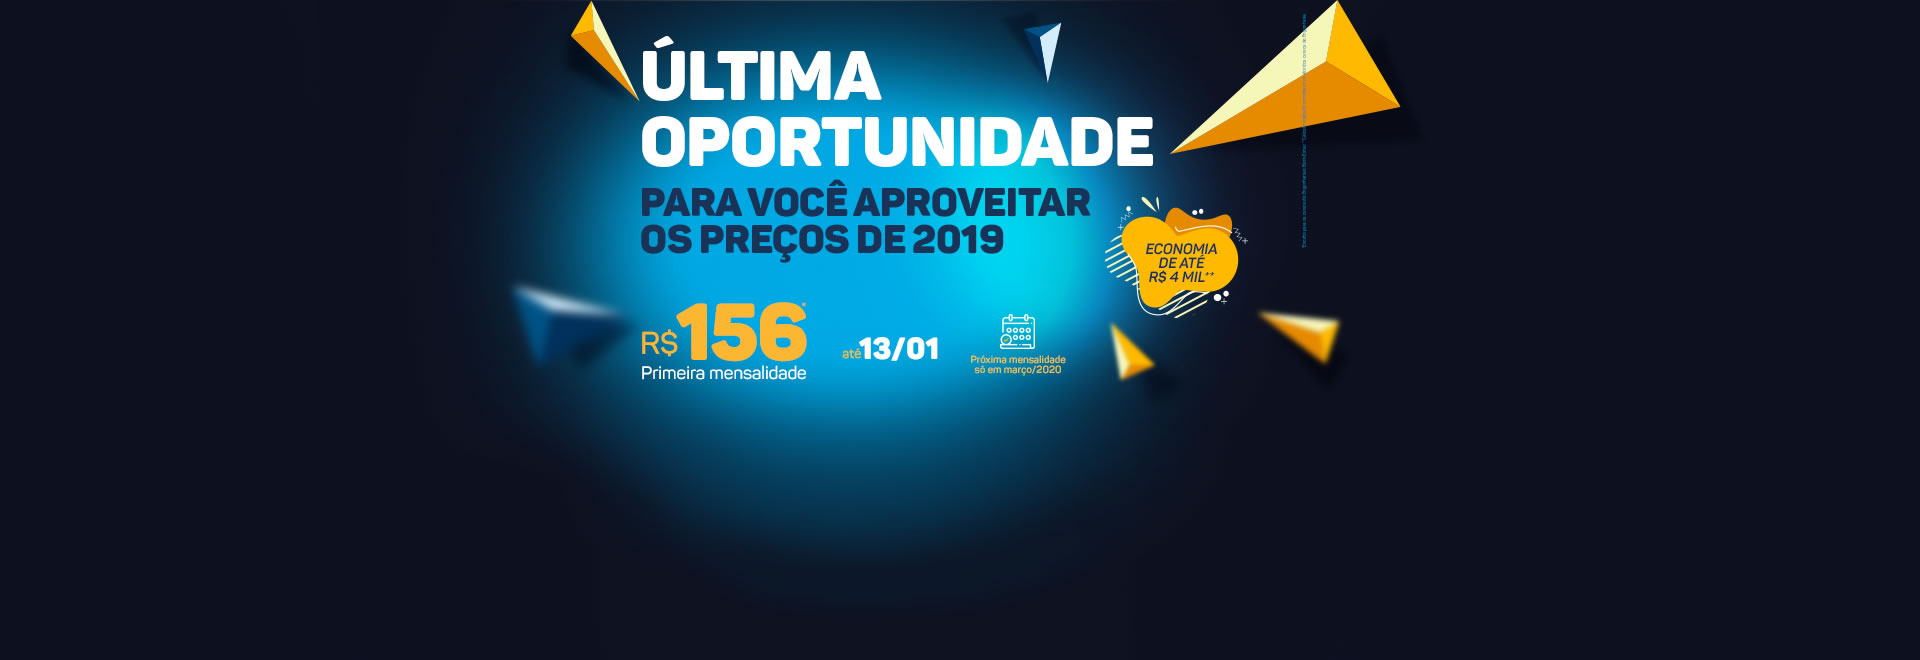 ÚLTIMA
OPORTUNIDADE
PARA VOCÊ APROVEITAR
OS PREÇOS DE 2019
ECONOMIA
DE ATÉ
R$ 4 MIL**
R$156*
Primeira mensalidade
até 13/01
Próxima mensalidade
só em março/2020